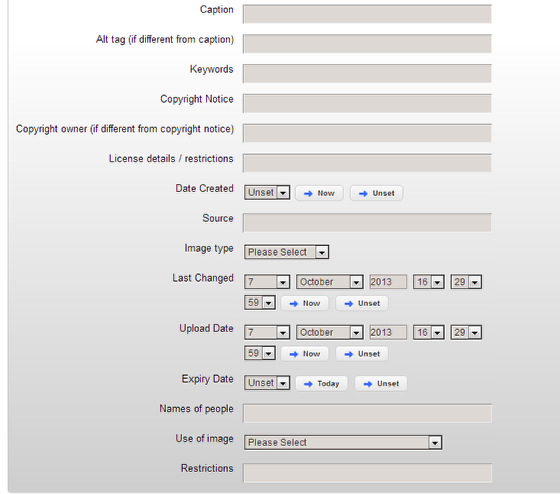 Caption
Alt tag (if different from caption)
Keywords
Copyright Notice
Copyright owner (if different from copyright notice)
License details / restrictions
Date Created Unset Now Unset
Source
Image type Please Select
Last Changed 7 October 2013 16 29
59 Now Unset
Upload Date 7 October 2013 16 29
59 Now Unset
Expiry Date Unset Today Unset
Names of people
Use of image Please Select
Restrictions